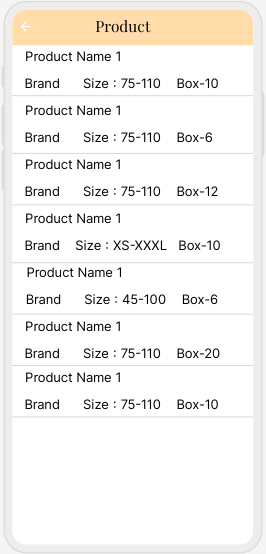 Product
Product Name 1
Brand Size : 75-110 Box-10
Product Name 1
Brand Size : 75-110 Box-6
Product Name 1
Brand Size : 75-110 Box-12
Product Name 1
Brand Size : XS-XXXL Box-10
Product Name 1
Brand Size : 45-100 Box-6
Product Name 1
Brand Size : 75-110 Box-20
Product Name 1
Brand Size : 75-110 Box-10